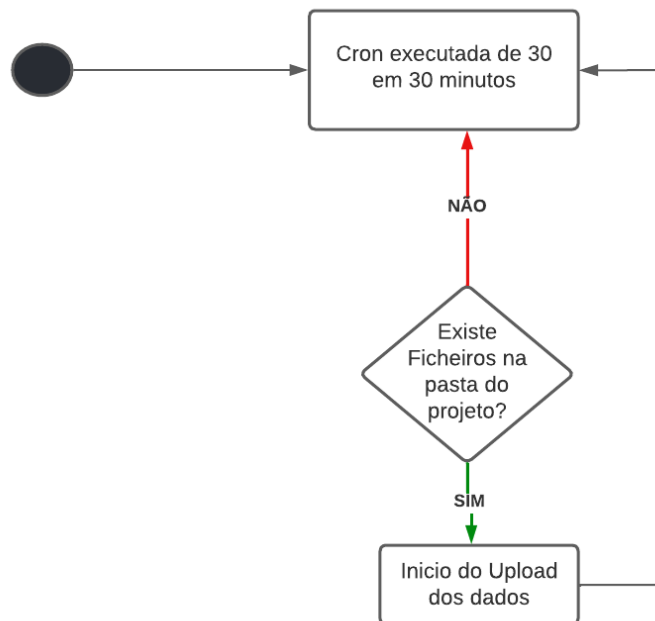 Cron executada de 30
em 30 minutos
NÃO
Existe
Ficheiros na
pasta do
projeto?
SIM
Inicio do Upload
dos dados